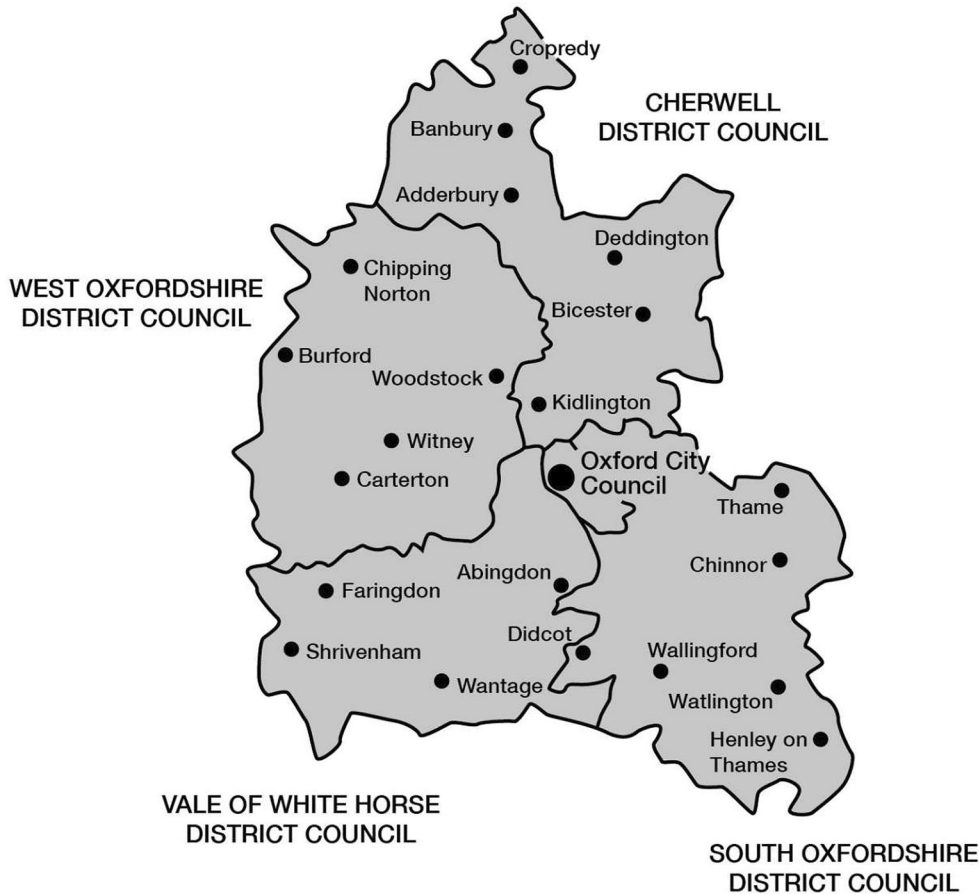 Cropredy
CHERWELL
DISTRICT COUNCIL
Banbury
Adderbury
Deddington
Chipping
Norton
WEST OXFORDSHIRE
DISTRICT COUNCIL
Bicester
Burford
Woodstock
Kidlington
Witney
Oxford City
Council
Carterton
Thame
Chinnor
Abingdon
Faringdon
Didcot
Shrivenham
Wallingford
Wantage
Watlington
Henley on
Thames
VALE OF WHITE HORSE
DISTRICT COUNCIL
SOUTH OXFORDSHIRE
DISTRICT COUNCIL